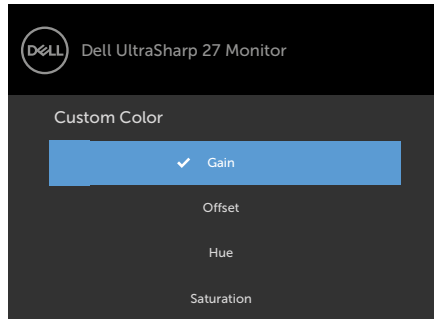 DELL
Dell UltraSharp 27 Monitor
Custom Color
Gain
Offset
Hue
Saturation